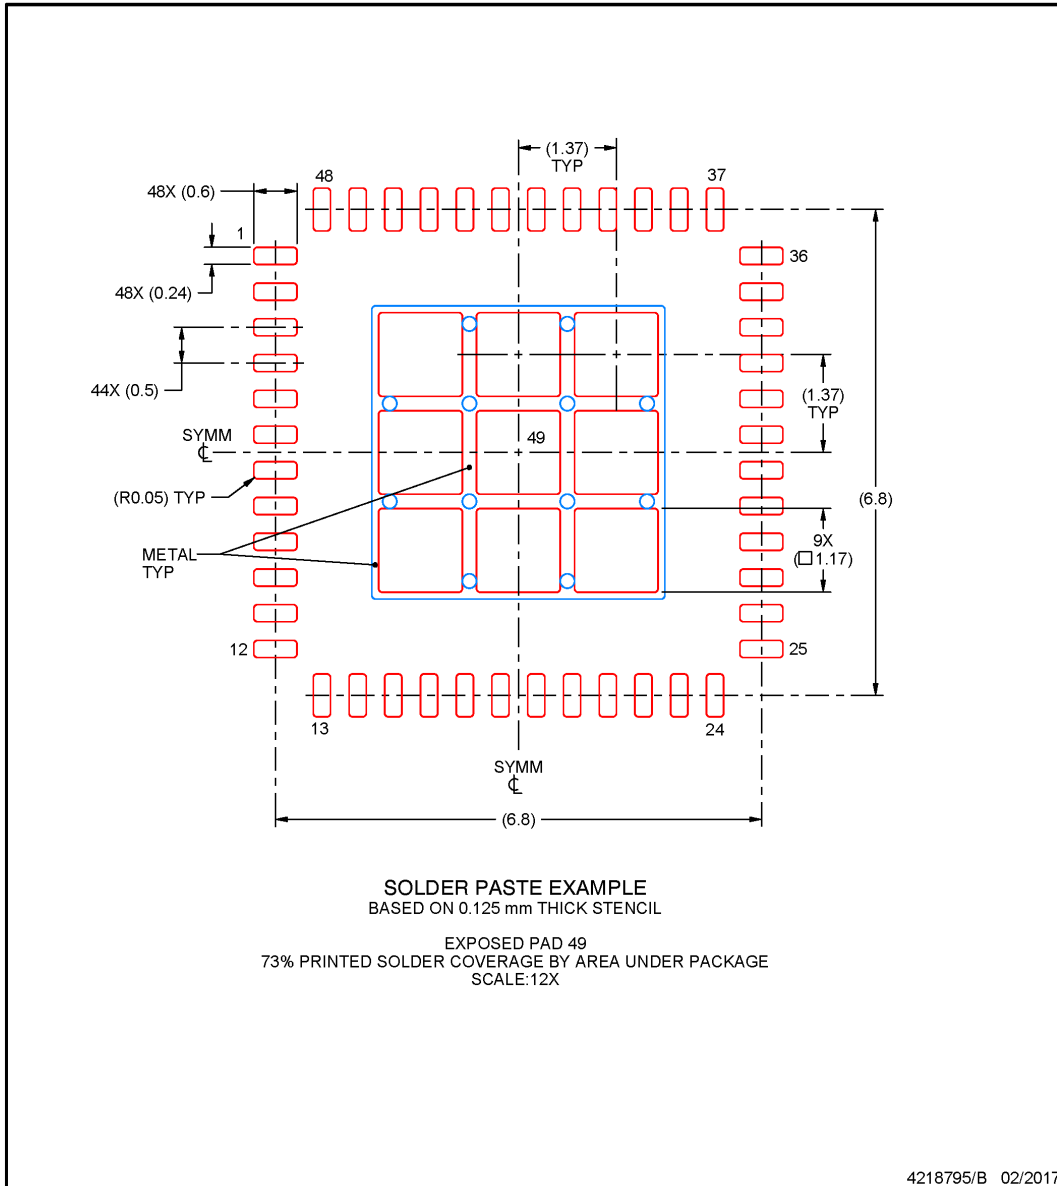 (1.37)
TYP
48
37
48X (0.6)
1
36
48X (0.24)
44X (0.5)
(1.37)
TYP
SYMM
℄
49
(R0.05) TYP
(6.8)
METAL
TYP
9X
(□1.17)
12
25
13
24
SYMM
℄
(6.8)
SOLDER PASTE EXAMPLE
BASED ON 0.125 mm THICK STENCIL
EXPOSED PAD 49
73% PRINTED SOLDER COVERAGE BY AREA UNDER PACKAGE
SCALE:12X
4218795/B 02/2017